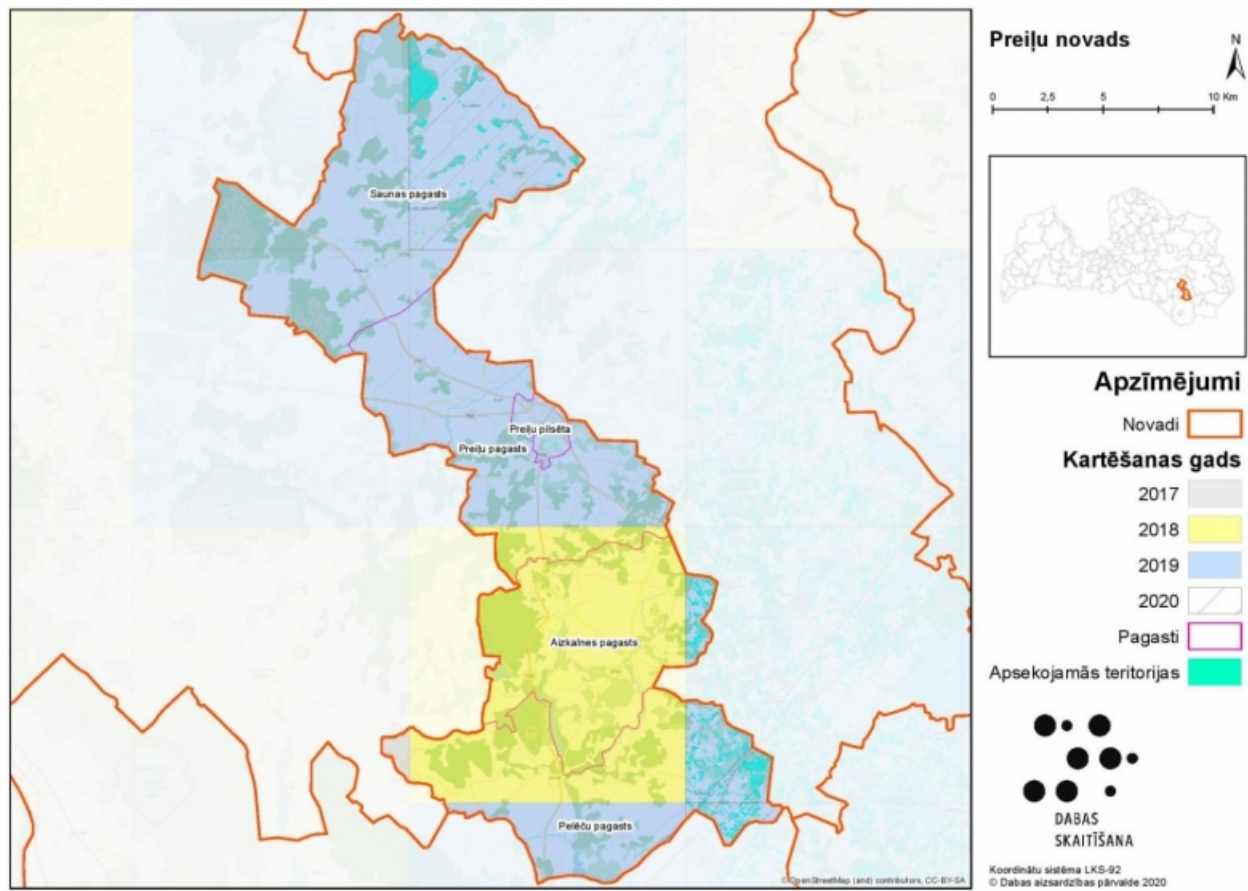 Preiļu novads
N
0 2,5 5 10 Km
Saunas pagasts
Preiļu pilsēta
Preiļu pagasts
Aizkalnes pagasts
Pelēču pagasts
© OpenStreetMap (and) contributors, CC-BY-SA
Apzīmējumi
Novadi
Kartēšanas gads
2017
2018
2019
2020
Pagasti
Apsekojamās teritorijas
DABAS
SKAITĪŠANA
Koordinātu sistēma LKS-92
© Dabas aizsardzības pārvalde 2020